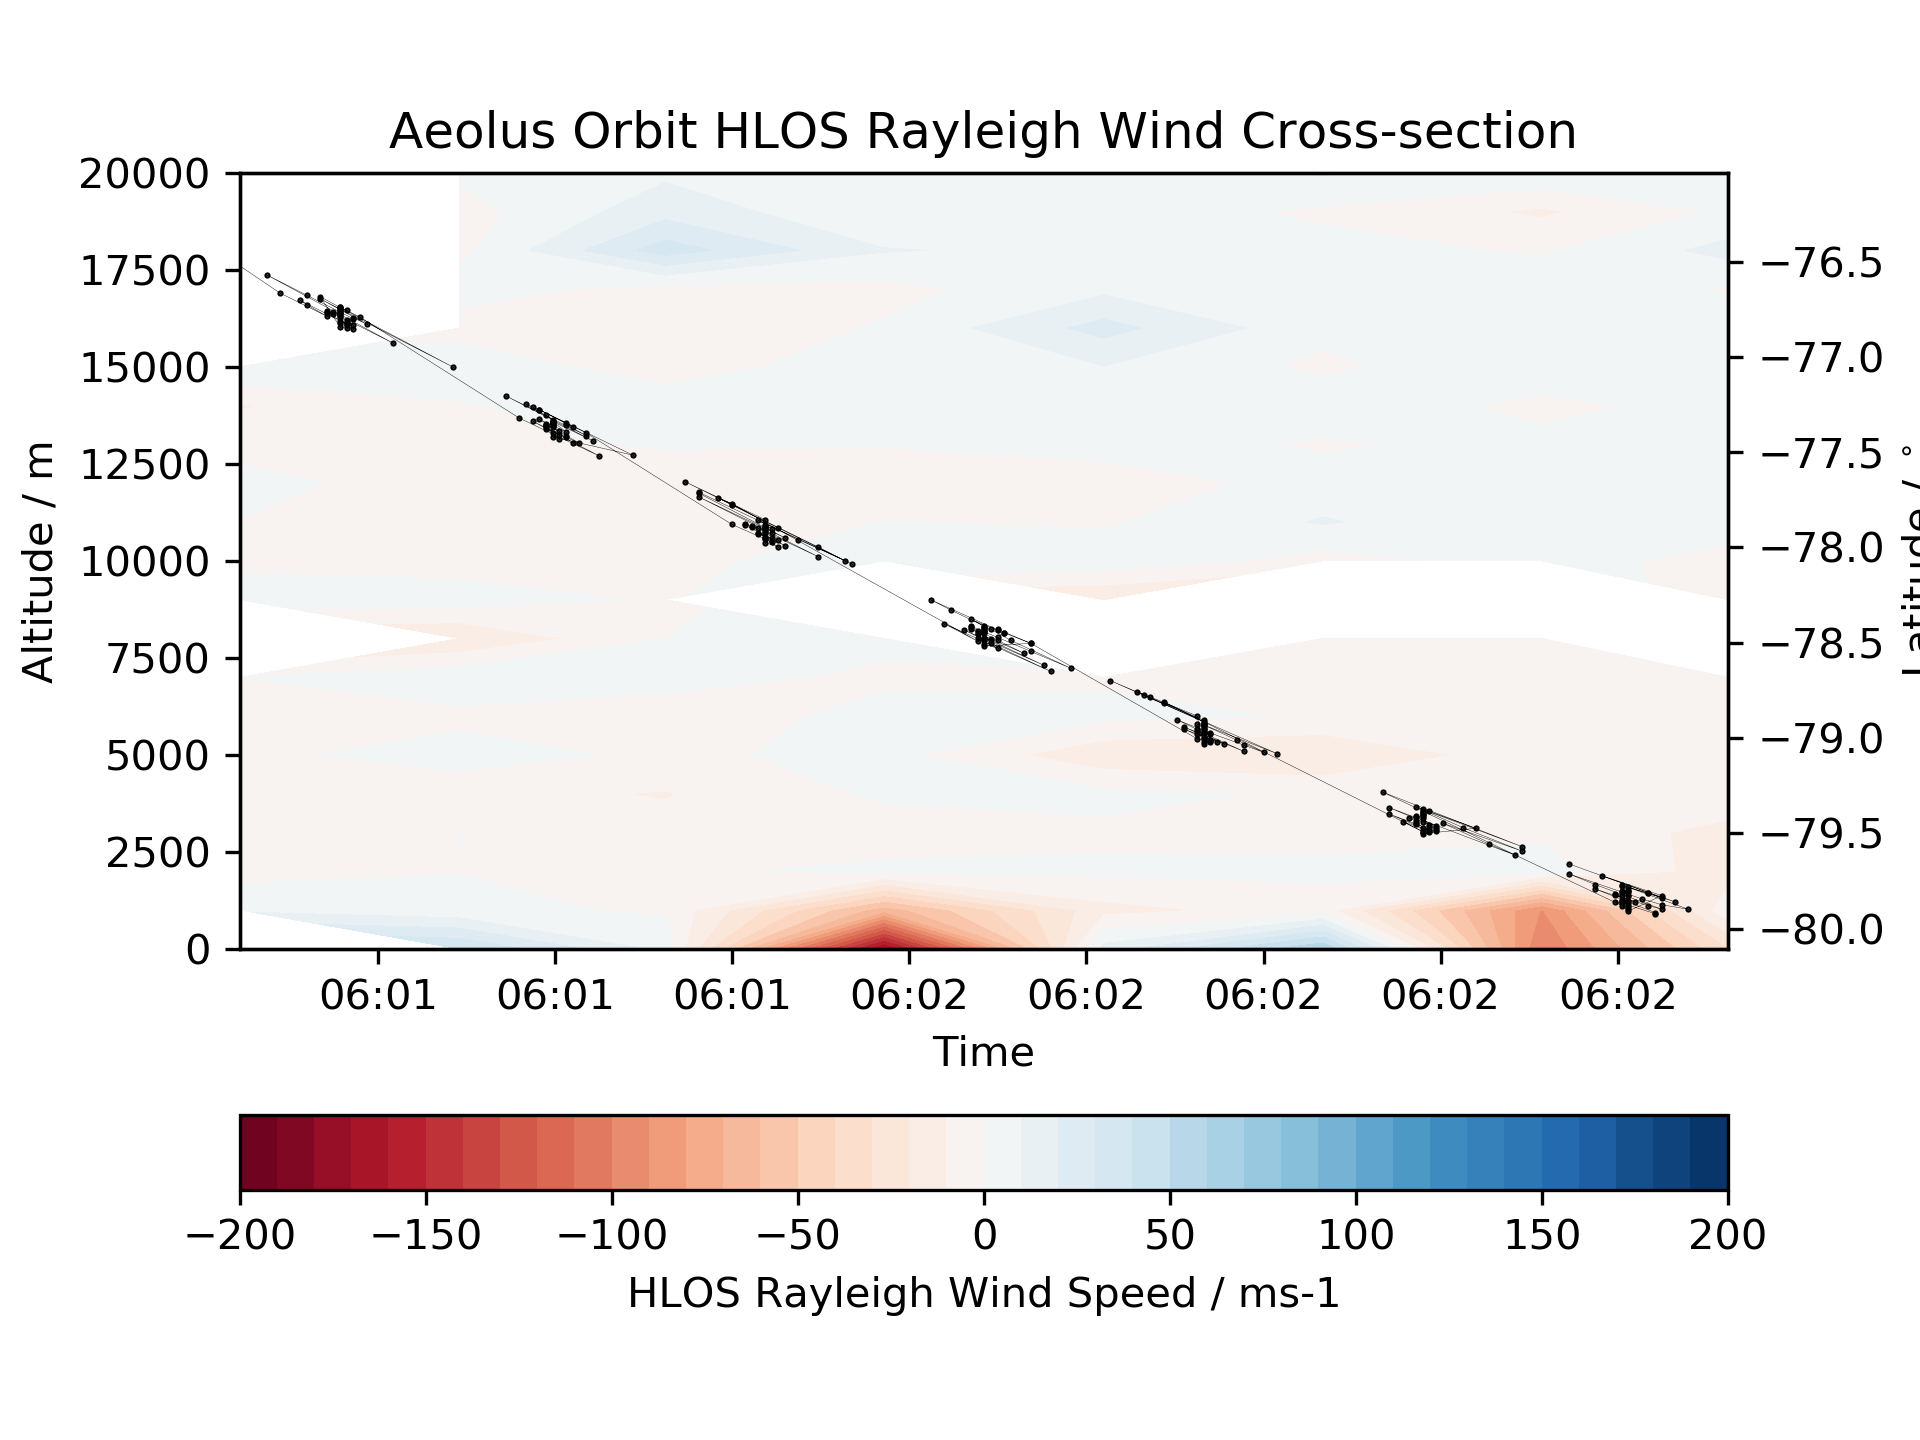 Aeolus Orbit HLOS Rayleigh Wind Cross-section
20000
17500
15000
12500
10000
7500
5000
2500
0
Altitude / m
−76.5
−77.0
−77.5
−78.0
−78.5
−79.0
−79.5
−80.0
Latitude / °
06:01 06:01 06:01 06:02 06:02 06:02 06:02 06:02
Time
−200 −150 −100 −50 0 50 100 150 200
HLOS Rayleigh Wind Speed / ms-1